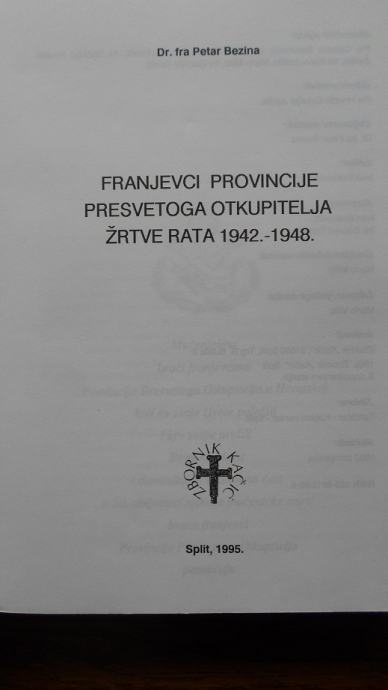 Dr. fra Petar Bezina
FRANJEVCI PROVINCIJE
PRESVETOGA OTKUPITELJA
ŽRTVE RATA 1942.-1948.
ZBORNIK KAČIĆ
Split, 1995.